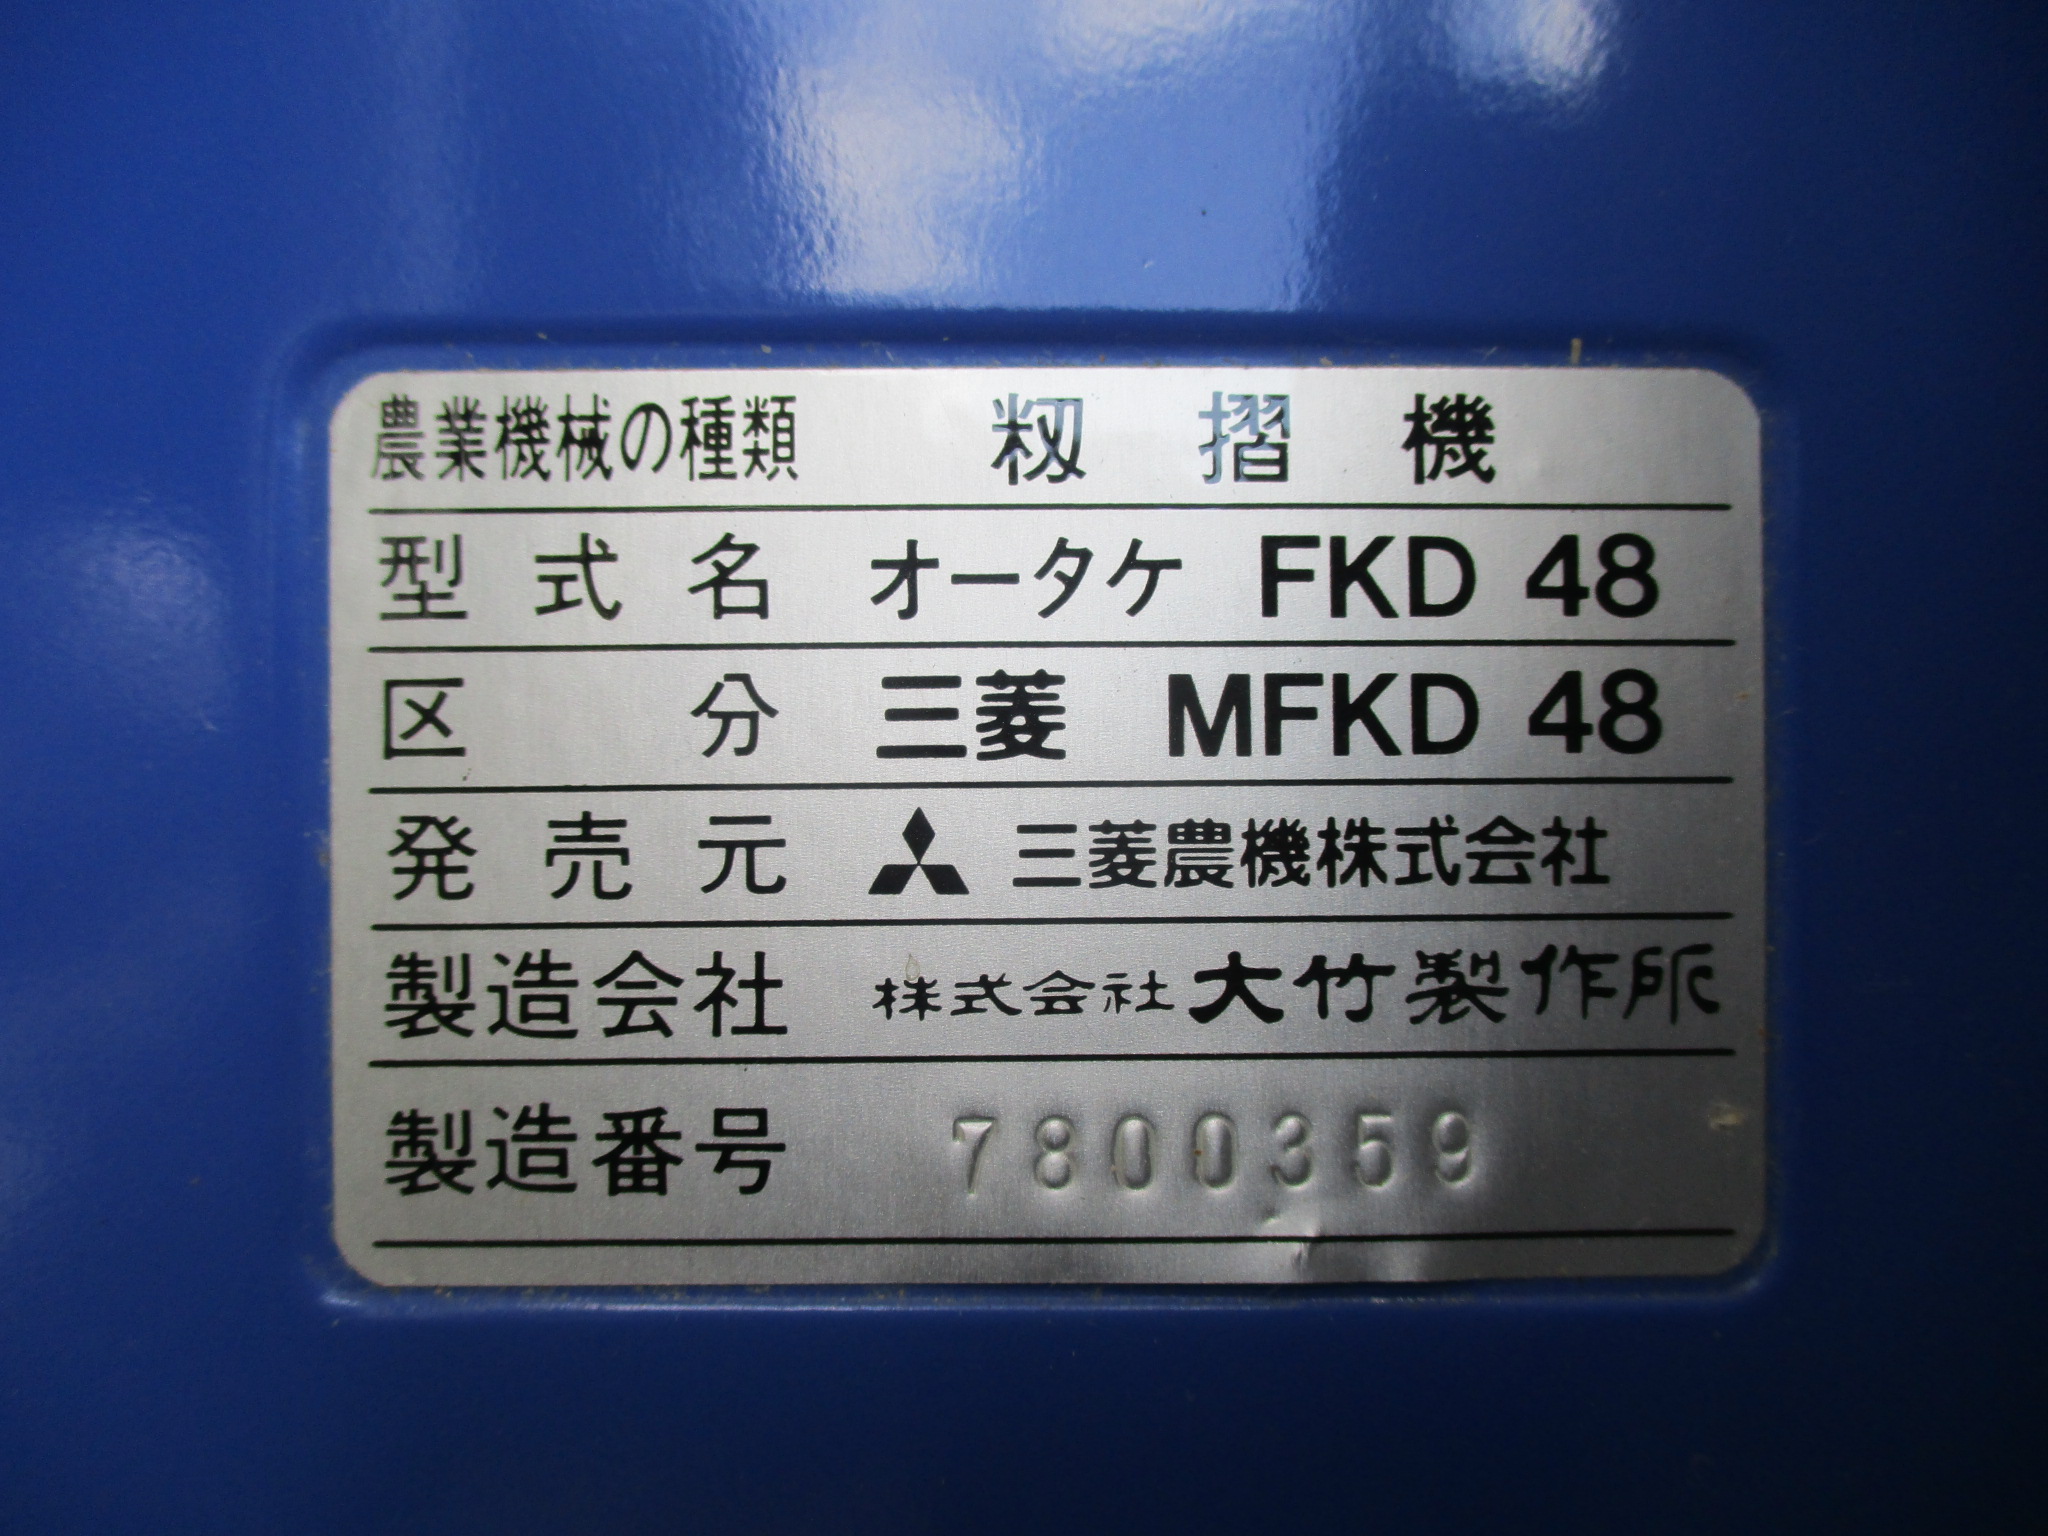 農業機械の種類 籾摺機
型式名 オータケ FKD 48
区分 三菱 MFKD 48
発売元 三菱農機株式会社
製造会社 株式会社大竹製作所
製造番号 7800359